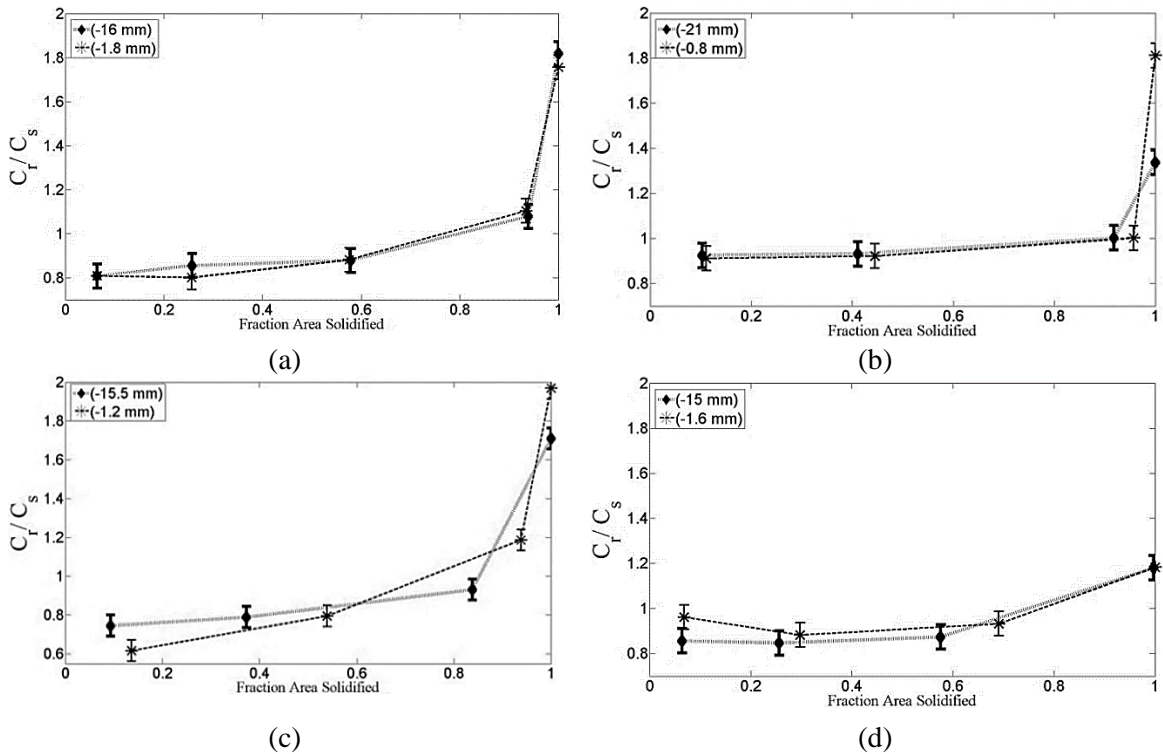 (-16 mm)
(-1.8 mm)
2
1.8
1.6
1.4
1.2
1
0.8
C_r / C_s
0 0.2 0.4 0.6 0.8 1
Fraction Area Solidified
(a)
(-21 mm)
(-0.8 mm)
2
1.8
1.6
1.4
1.2
1
0.8
C_r / C_s
0 0.2 0.4 0.6 0.8 1
Fraction Area Solidified
(b)
(-15.5 mm)
(-1.2 mm)
2
1.8
1.6
1.4
1.2
1
0.8
0.6
C_r / C_s
0 0.2 0.4 0.6 0.8 1
Fraction Area Solidified
(c)
(-15 mm)
(-1.6 mm)
2
1.8
1.6
1.4
1.2
1
0.8
C_r / C_s
0 0.2 0.4 0.6 0.8 1
Fraction Area Solidified
(d)